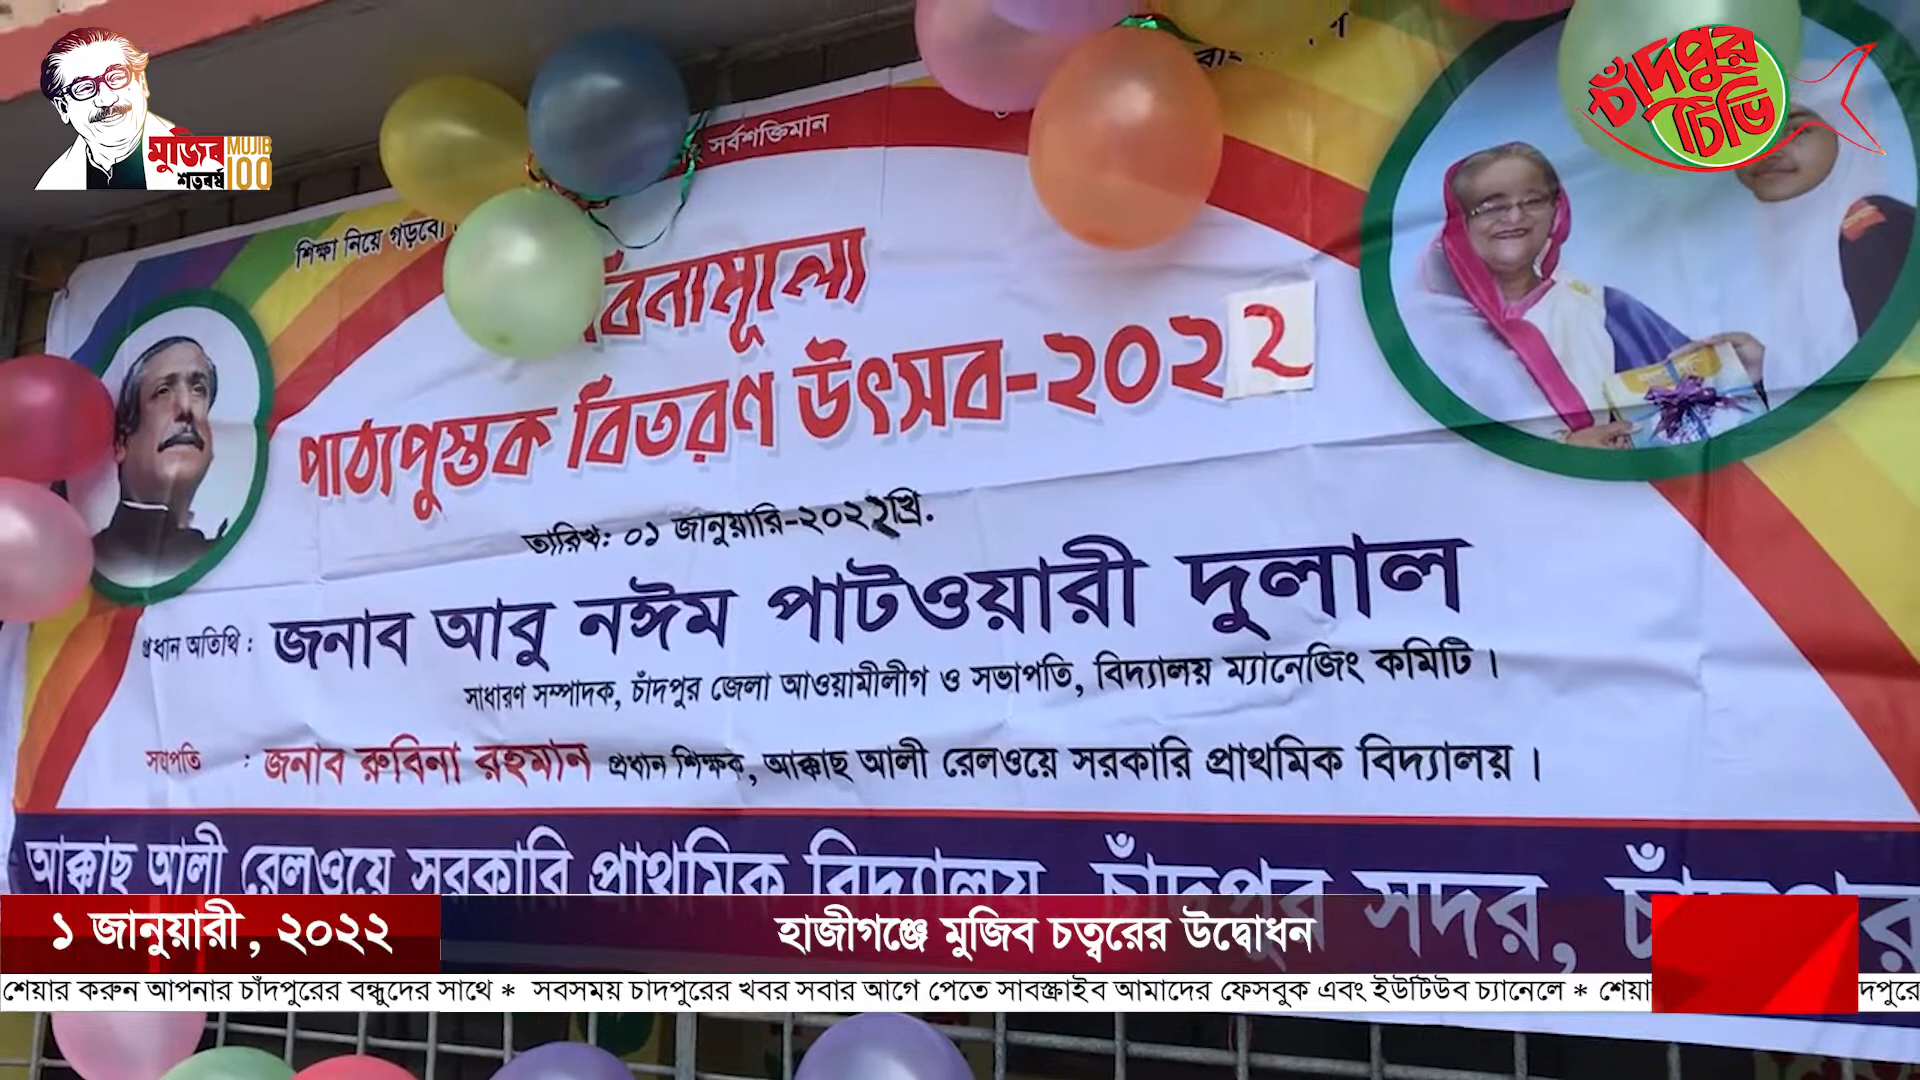 মুজিব MUJIB
শতবর্ষ 100
চাঁদপুর
টিভি
সর্বশক্তিমান
শিক্ষা নিয়ে গড়বো
বিনামূল্যে
পাঠ্যপুস্তক বিতরণ উৎসব-২০২২
তারিখ: ০১ জানুয়ারি-২০২২খ্রি.
প্রধান অতিথি : জনাব আবু নঈম পাটওয়ারী দুলাল
সাধারণ সম্পাদক, চাঁদপুর জেলা আওয়ামীলীগ ও সভাপতি, বিদ্যালয় ম্যানেজিং কমিটি ।
সভাপতি : জনাব রুবিনা রহমান প্রধান শিক্ষক, আক্কাছ আলী রেলওয়ে সরকারি প্রাথমিক বিদ্যালয় ।
আক্কাছ আলী রেলওয়ে সরকারি প্রাথমিক বিদ্যালয়, চাঁদপুর সদর, চাঁদপুর
১ জানুয়ারী, ২০২২ হাজীগঞ্জে মুজিব চত্বরের উদ্বোধন
শেয়ার করুন আপনার চাঁদপুরের বন্ধুদের সাথে * সবসময় চাদপুরের খবর সবার আগে পেতে সাবস্ক্রাইব আমাদের ফেসবুক এবং ইউটিউব চ্যানেলে * শেয়া দপুরে